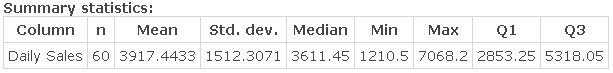 Summary statistics:
Column n Mean Std. dev. Median Min Max Q1 Q3
Daily Sales 60 3917.4433 1512.3071 3611.45 1210.5 7068.2 2853.25 5318.05